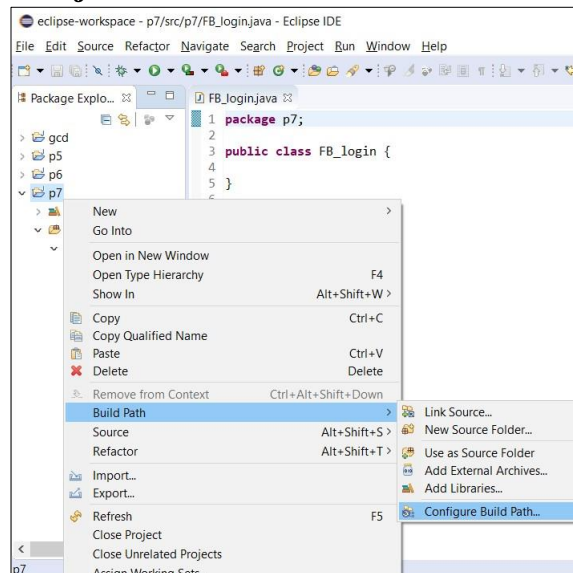 eclipse-workspace - p7/src/p7/FB_login.java - Eclipse IDE
File Edit Source Refactor Navigate Search Project Run Window Help
Package Explo...
FB_login.java
1 package p7;
2
3 public class FB_login {
4
5 }
gcd
p5
p6
p7
New
Go Into
Open in New Window
Open Type Hierarchy F4
Show In Alt+Shift+W
Copy Ctrl+C
Copy Qualified Name
Paste Ctrl+V
Delete Delete
Remove from Context Ctrl+Alt+Shift+Down
Build Path
Source Alt+Shift+S
Refactor Alt+Shift+T
Import...
Export...
Refresh F5
Close Project
Close Unrelated Projects
Assign Working Sets
Link Source...
New Source Folder...
Use as Source Folder
Add External Archives...
Add Libraries...
Configure Build Path...
p7